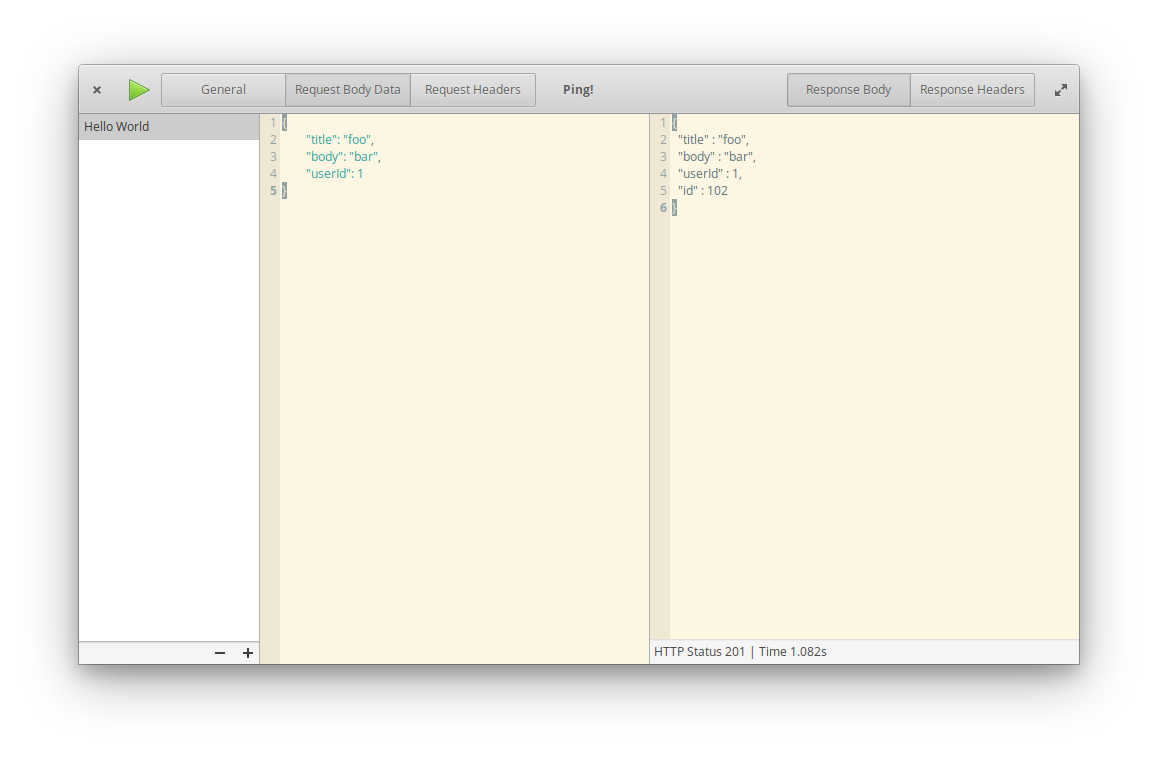 General Request Body Data Request Headers Ping! Response Body Response Headers
Hello World
1 {
2 "title": "foo",
3 "body": "bar",
4 "userId": 1
5 }
1 {
2 "title" : "foo",
3 "body" : "bar",
4 "userId" : 1,
5 "id" : 102
6 }
HTTP Status 201 | Time 1.082s